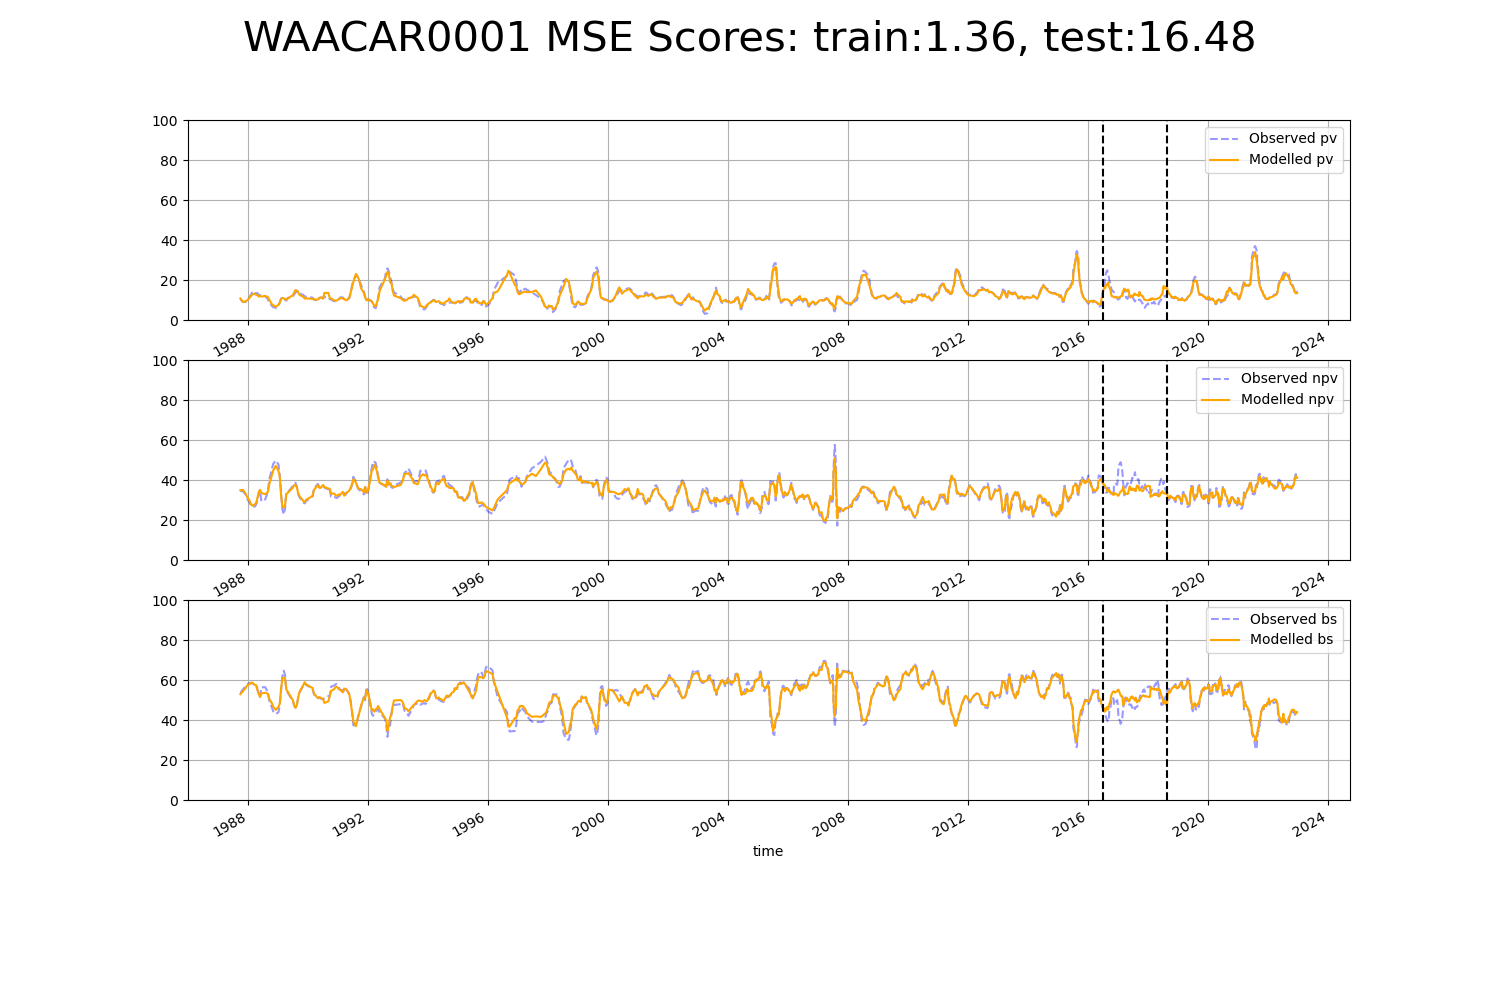 WAACAR0001 MSE Scores: train:1.36, test:16.48
100
80
60
40
20
0
Observed pv
Modelled pv
1988 1992 1996 2000 2004 2008 2012 2016 2020 2024
100
80
60
40
20
0
Observed npv
Modelled npv
1988 1992 1996 2000 2004 2008 2012 2016 2020 2024
100
80
60
40
20
0
Observed bs
Modelled bs
1988 1992 1996 2000 2004 2008 2012 2016 2020 2024
time